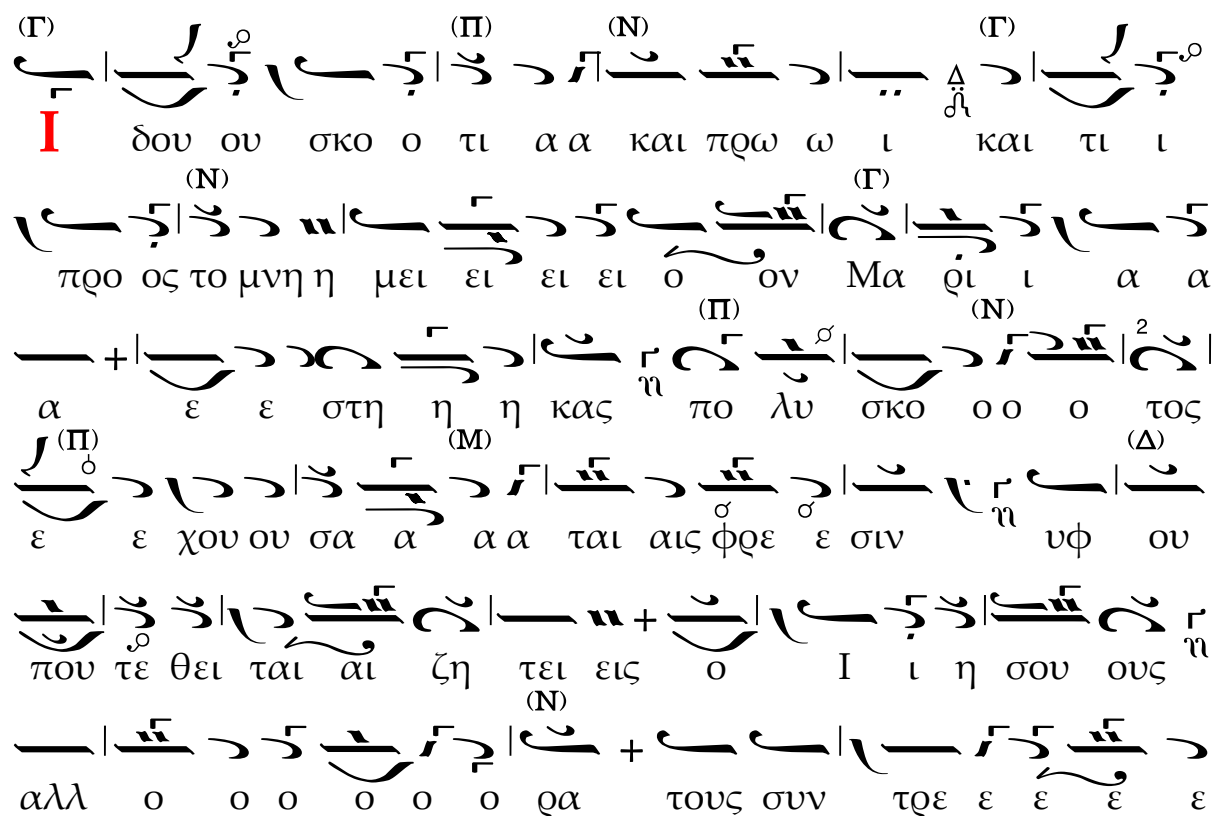 (Γ) (Π) (Ν) (Γ)
Δ
Ι δου ου σκο ο τι α α και πρω ω ι και τι ι
(Ν) (Γ)
προ ος το μνη η μει ει ει ει ο ον Μα ρι ι α α
(Π) (Ν)
2
α ε ε στη η η κας πο λυ σκο ο ο ο τος
(Π) (Μ) (Δ)
ε ε χου ου σα α α α ται αις φρε ε σιν υφ ου
που τε θει ται αι ζη τει εις ο Ι ι η σου ους
(Ν)
αλλ ο ο ο ο ο ο ρα τους συν τρε ε ε ε ε